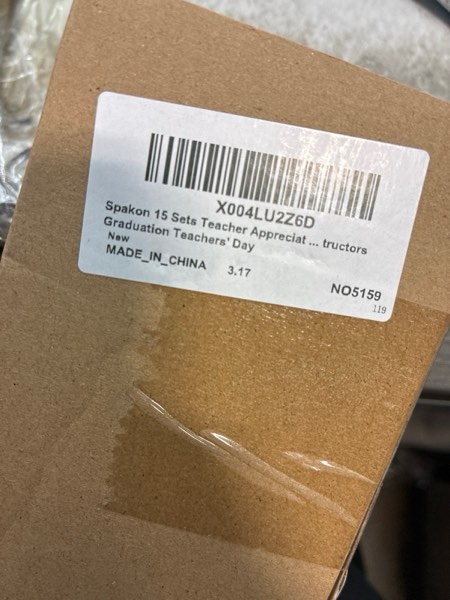 X004LU2Z6D
Spakon 15 Sets Teacher Appreciat ... tructors
Graduation Teachers' Day
New
MADE_IN_CHINA 3.17
NO5159
119